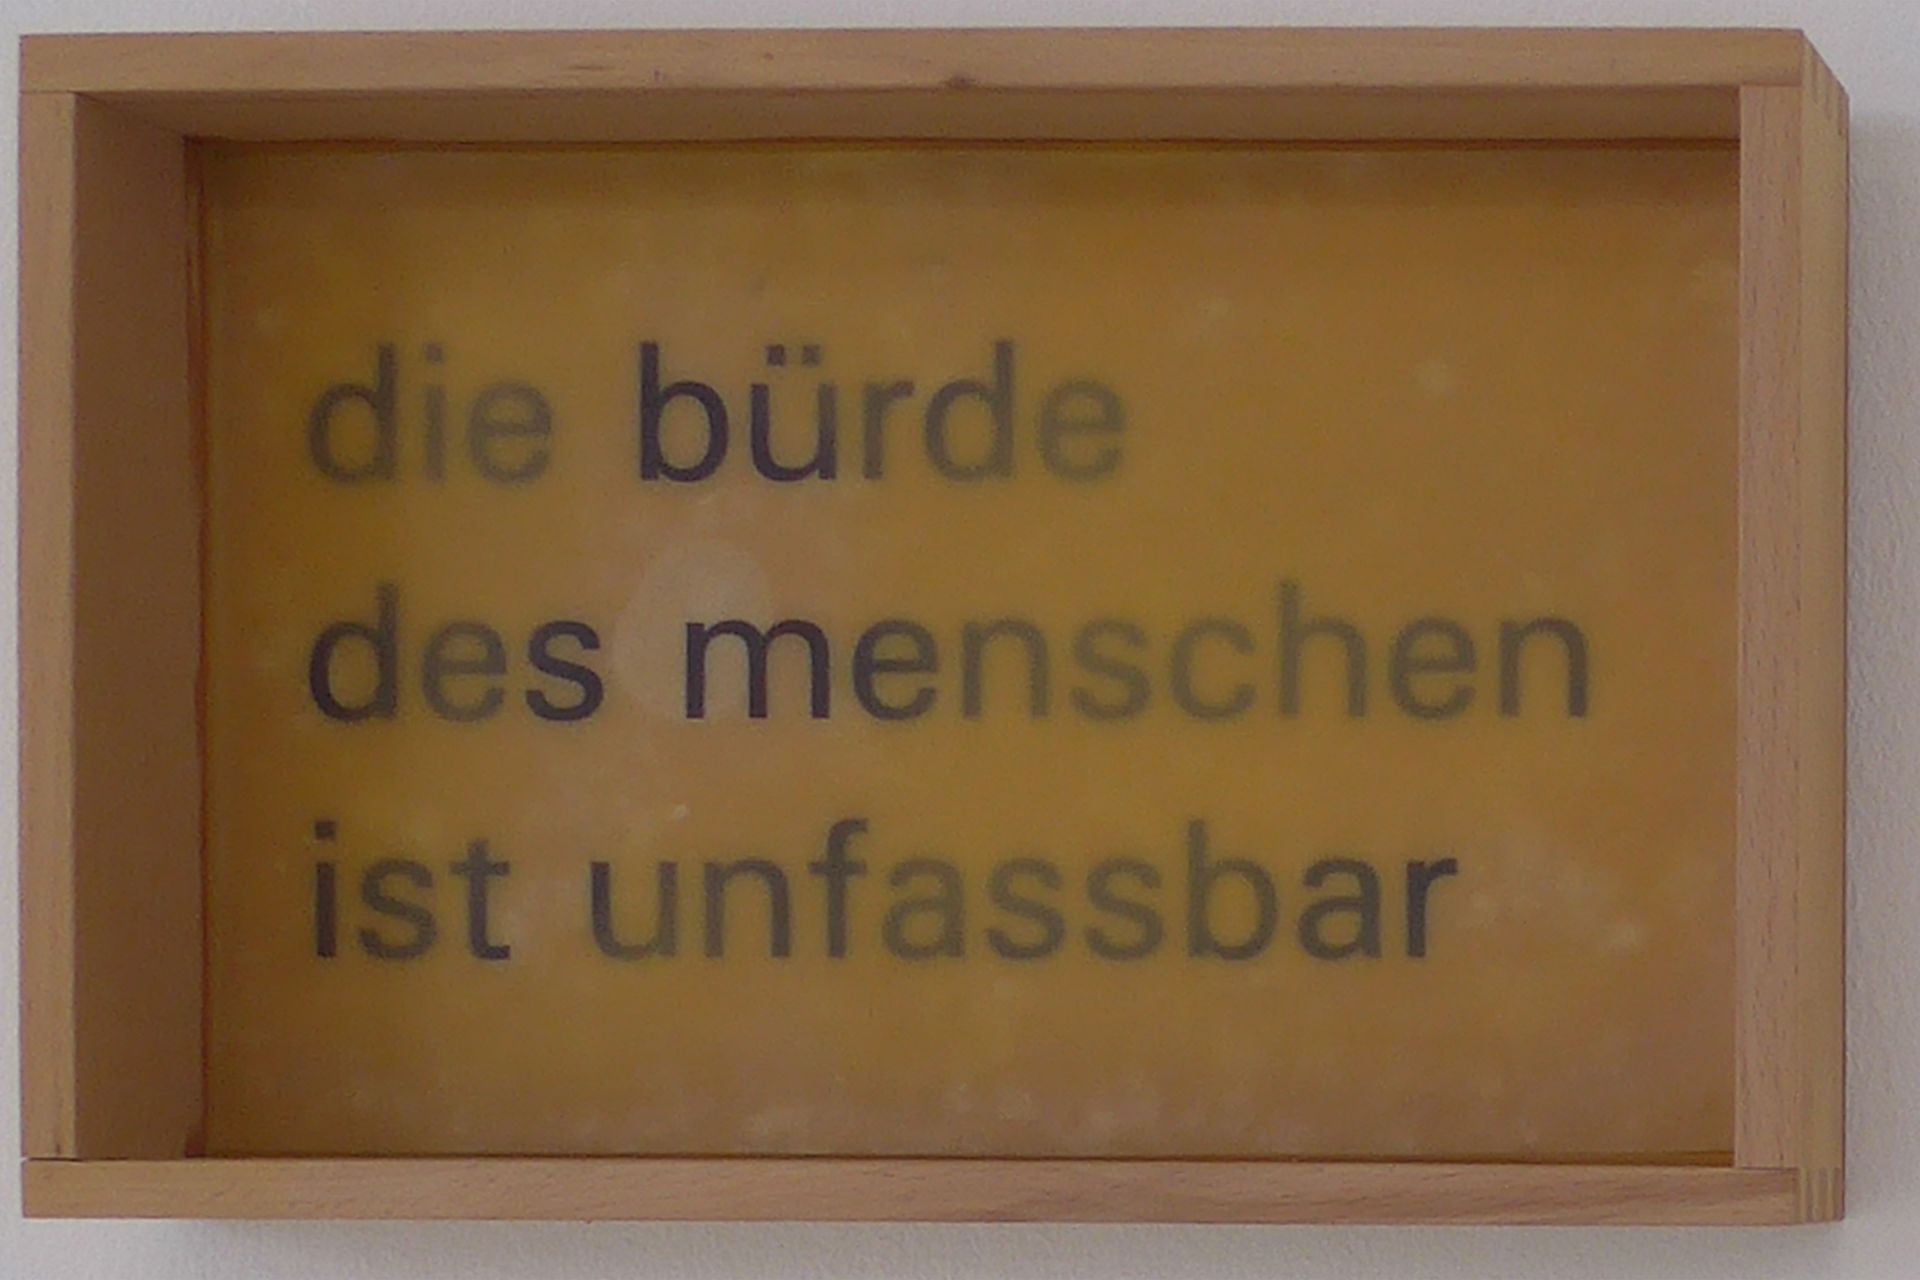 die bürde
des menschen
ist unfassbar